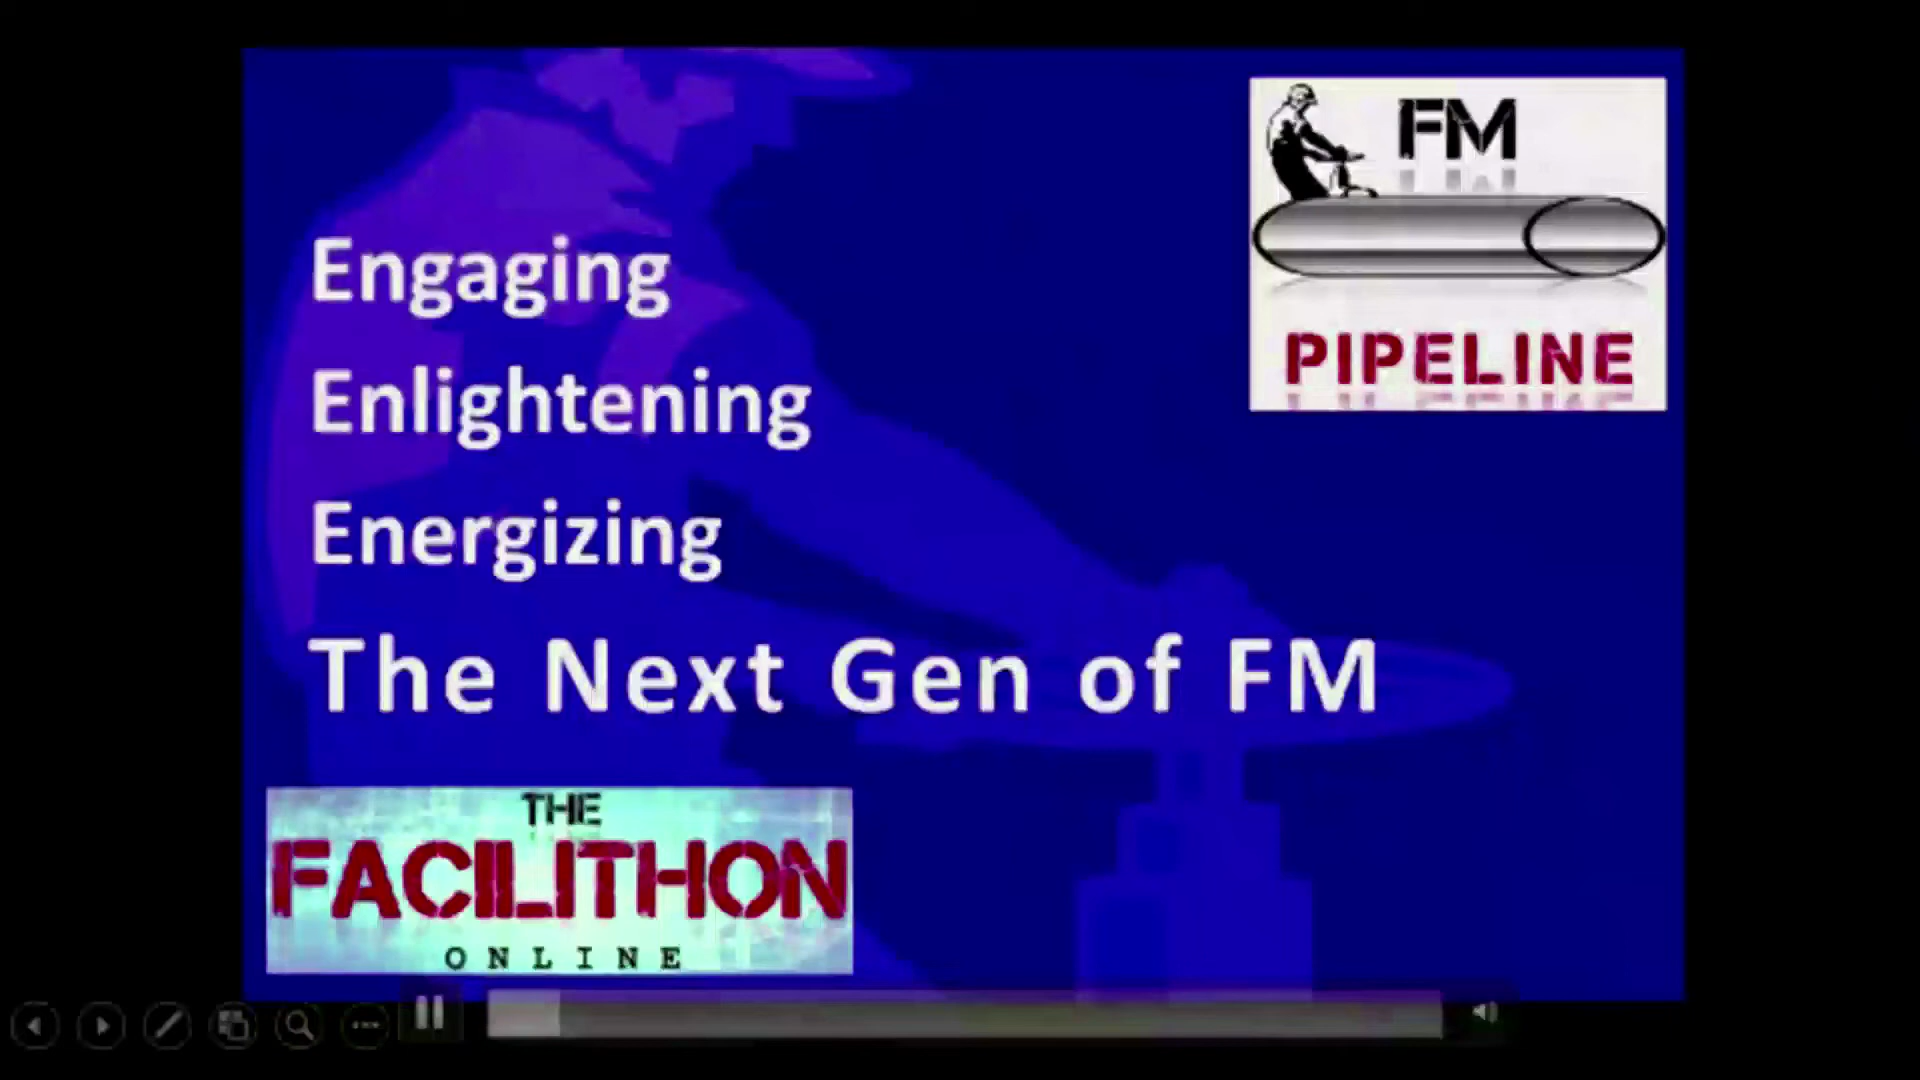 FM
PIPELINE
Engaging
Enlightening
Energizing
The Next Gen of FM
THE
FACILITHON
ONLINE